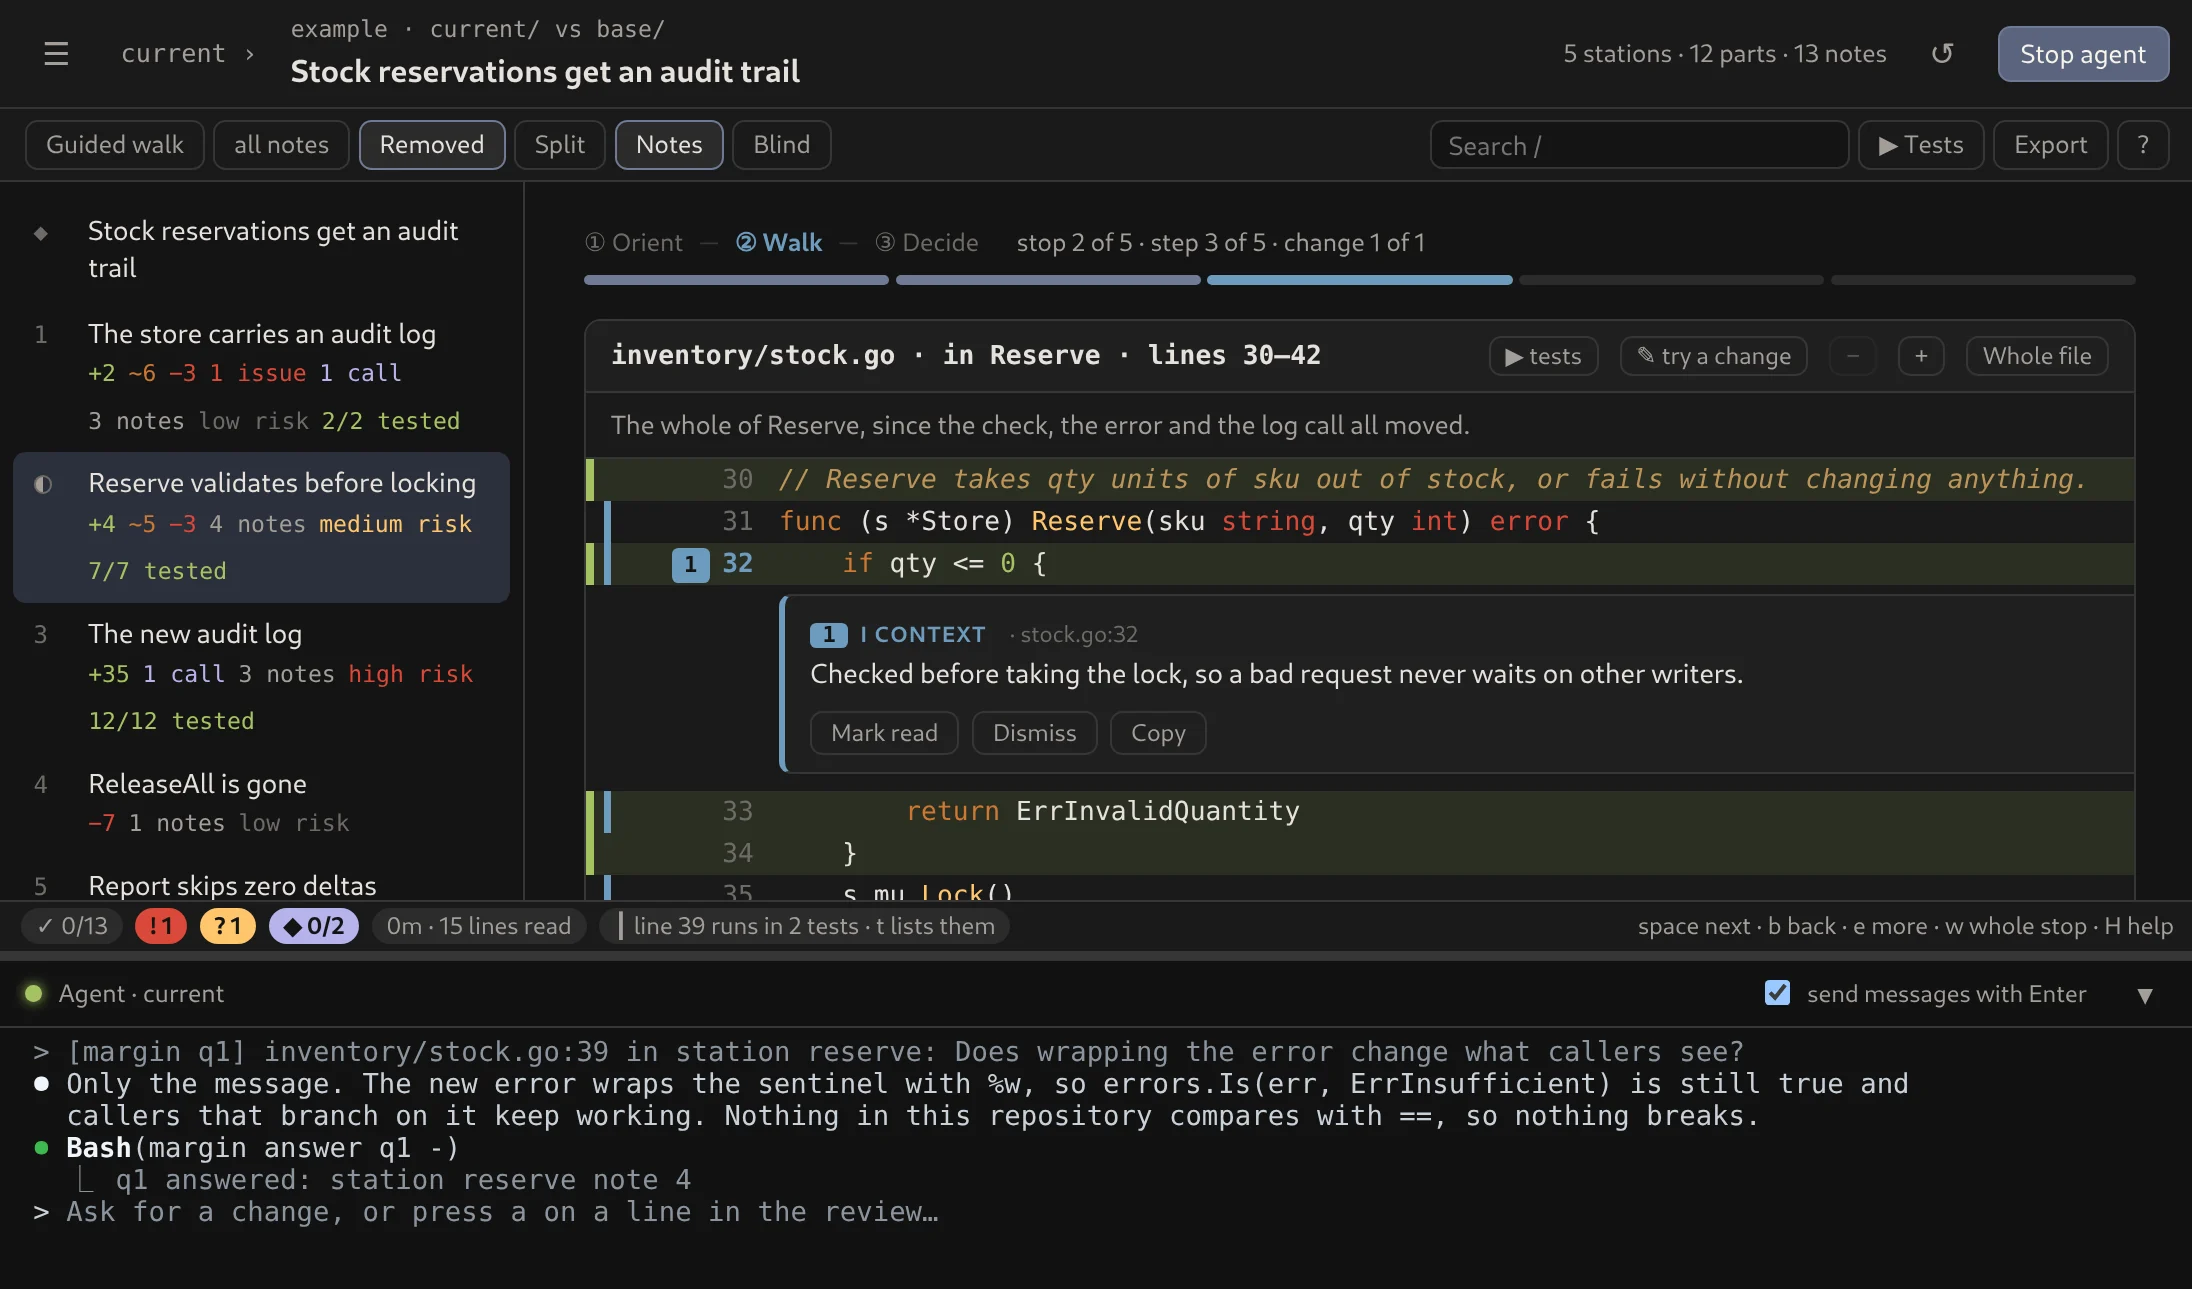 ☰ current › example · current/ vs base/
Stock reservations get an audit trail
5 stations · 12 parts · 13 notes ↺ Stop agent
Guided walk all notes Removed Split Notes Blind Search / ▶ Tests Export ?
◆ Stock reservations get an audit
trail
1 The store carries an audit log
+2 ~6 −3 1 issue 1 call
3 notes low risk 2/2 tested
Reserve validates before locking
+4 ~5 −3 4 notes medium risk
7/7 tested
3 The new audit log
+35 1 call 3 notes high risk
12/12 tested
4 ReleaseAll is gone
−7 1 notes low risk
5 Report skips zero deltas
① Orient — ② Walk — ③ Decide stop 2 of 5 · step 3 of 5 · change 1 of 1
inventory/stock.go · in Reserve · lines 30–42 ▶ tests ✎ try a change − + Whole file
The whole of Reserve, since the check, the error and the log call all moved.
30 // Reserve takes qty units of sku out of stock, or fails without changing anything.
31 func (s *Store) Reserve(sku string, qty int) error {
1 32 if qty <= 0 {
1 I CONTEXT · stock.go:32
Checked before taking the lock, so a bad request never waits on other writers.
Mark read Dismiss Copy
33 return ErrInvalidQuantity
34 }
35 s.mu.Lock()
✓ 0/13 ! 1 ? 1 ◆ 0/2 0m · 15 lines read line 39 runs in 2 tests · t lists them space next · b back · e more · w whole stop · H help
Agent · current send messages with Enter ▼
> [margin q1] inventory/stock.go:39 in station reserve: Does wrapping the error change what callers see?
● Only the message. The new error wraps the sentinel with %w, so errors.Is(err, ErrInsufficient) is still true and
callers that branch on it keep working. Nothing in this repository compares with ==, so nothing breaks.
● Bash(margin answer q1 -)
⎿ q1 answered: station reserve note 4
> Ask for a change, or press a on a line in the review…